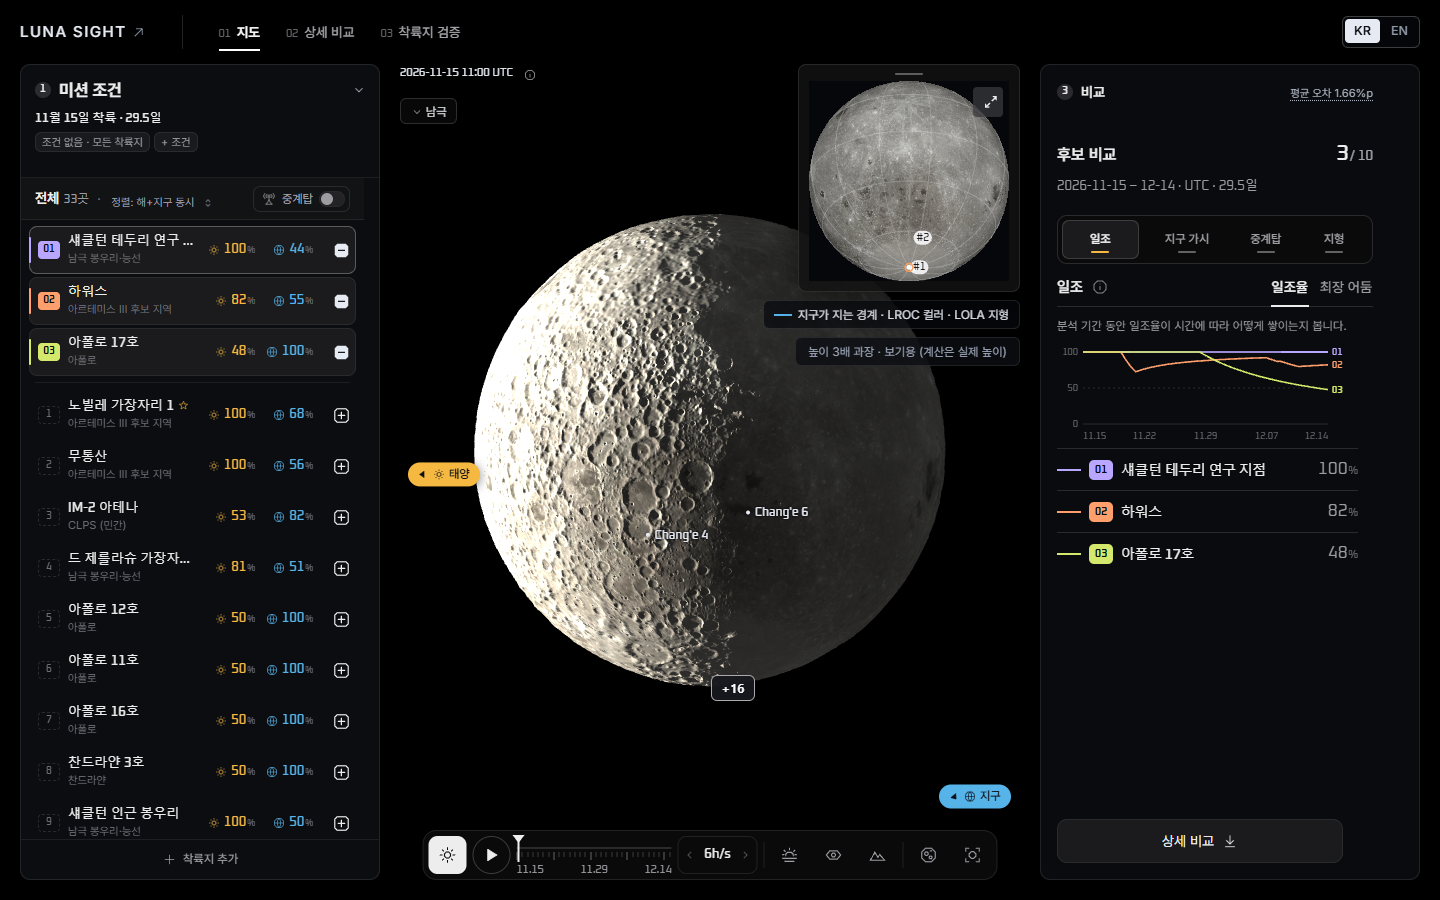 LUNA SIGHT
01 지도
02 상세 비교
03 착륙지 검증
KR EN
1 미션 조건
11월 15일 착륙 · 29.5일
조건 없음 · 모든 착륙지
+ 조건
전체 33곳 · 정렬: 해+지구 동시
중계탑
01 섀클턴 테두리 연구 ... 100% 44%
남극 봉우리·능선
02 하워스 82% 55%
아르테미스 III 후보 지역
03 아폴로 17호 48% 100%
아폴로
1 노빌레 가장자리 1 100% 68%
아르테미스 III 후보 지역
2 무통산 100% 56%
아르테미스 III 후보 지역
3 IM-2 아테나 53% 82%
CLPS (민간)
4 드 제를라슈 가장자... 81% 51%
남극 봉우리·능선
5 아폴로 12호 50% 100%
아폴로
6 아폴로 11호 50% 100%
아폴로
7 아폴로 16호 50% 100%
아폴로
8 찬드라얀 3호 50% 100%
찬드라얀
9 섀클턴 인근 봉우리 100% 50%
남극 봉우리·능선
+ 착륙지 추가
2026-11-15 11:00 UTC
남극
#2
#1
지구가 지는 경계 · LROC 컬러 · LOLA 지형
높이 3배 과장 · 보기용 (계산은 실제 높이)
태양
Chang'e 6
Chang'e 4
+16
지구
6h/s
11.15 11.29 12.14
3 비교
평균 오차 1.66%p
후보 비교
3 / 10
2026-11-15 – 12-14 · UTC · 29.5일
일조 지구 가시 중계탑 지형
일조
일조율 최장 어둠
분석 기간 동안 일조율이 시간에 따라 어떻게 쌓이는지 봅니다.
100
50
0
01
02
03
11.15 11.22 11.29 12.07 12.14
01 섀클턴 테두리 연구 지점 100%
02 하워스 82%
03 아폴로 17호 48%
상세 비교